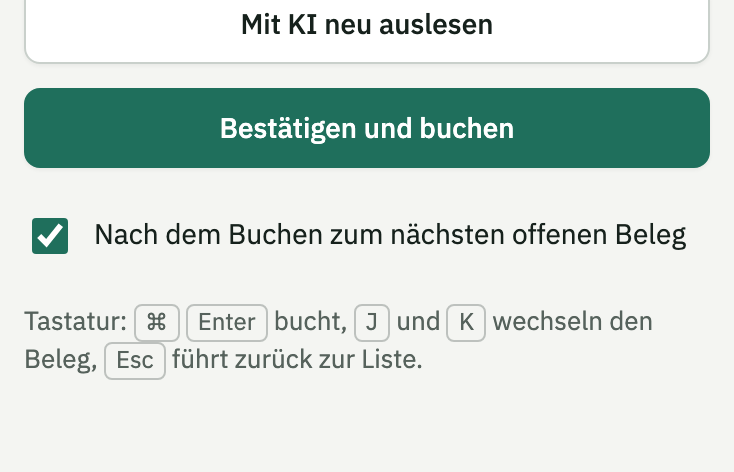 Mit KI neu auslesen
Bestätigen und buchen
Nach dem Buchen zum nächsten offenen Beleg
Tastatur: ⌘ Enter bucht, J und K wechseln den
Beleg, Esc führt zurück zur Liste.